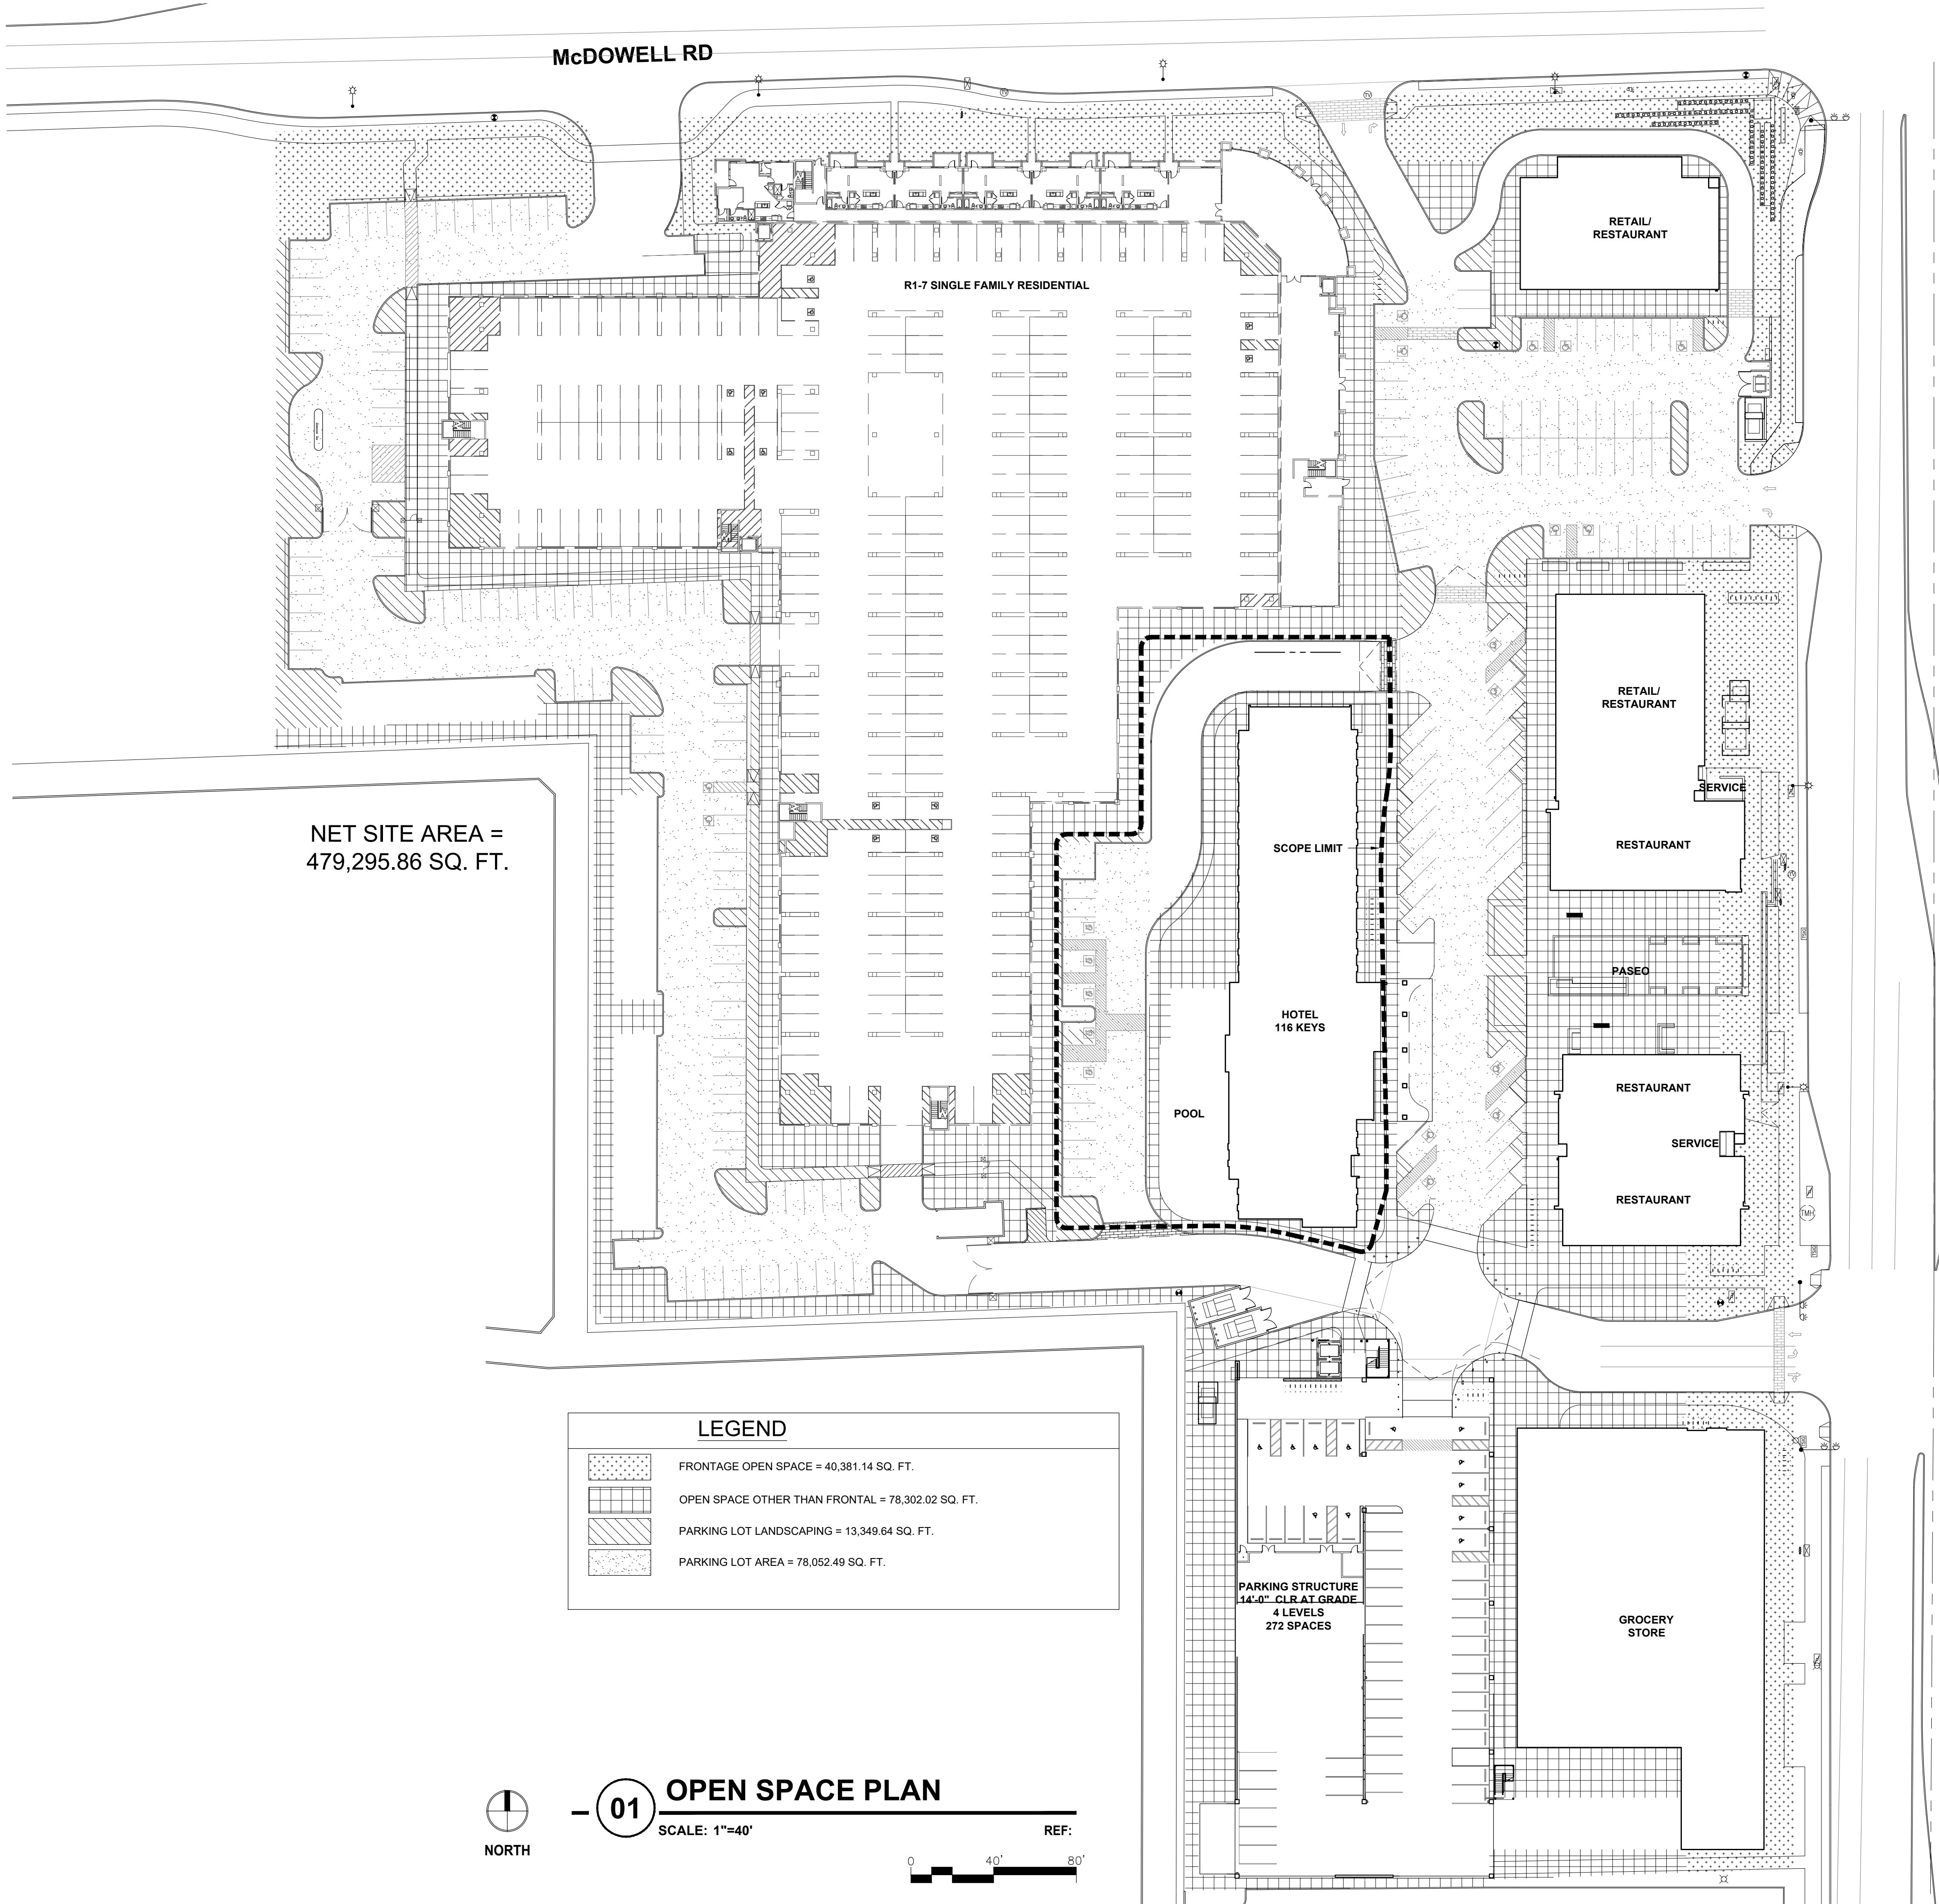 McDOWELL RD
RETAIL/
RESTAURANT
R1-7 SINGLE FAMILY RESIDENTIAL
RETAIL/
RESTAURANT
SERVICE
RESTAURANT
NET SITE AREA =
479,295.86 SQ. FT.
SCOPE LIMIT
PASEO
HOTEL
116 KEYS
POOL
RESTAURANT
SERVICE
RESTAURANT
LEGEND
FRONTAGE OPEN SPACE = 40,381.14 SQ. FT.
OPEN SPACE OTHER THAN FRONTAL = 78,302.02 SQ. FT.
PARKING LOT LANDSCAPING = 13,349.64 SQ. FT.
PARKING LOT AREA = 78,052.49 SQ. FT.
PARKING STRUCTURE
14'-0" CLR AT GRADE
4 LEVELS
272 SPACES
GROCERY
STORE
01
OPEN SPACE PLAN
SCALE: 1"=40'
REF:
NORTH
0 40' 80'